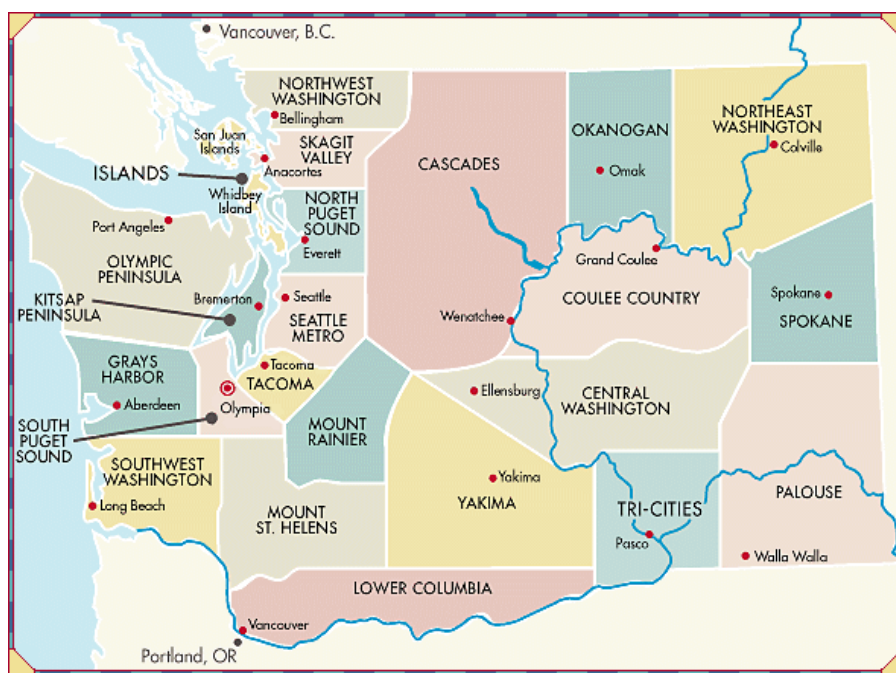 Vancouver, B.C.
NORTHWEST
WASHINGTON
Bellingham
San Juan
Islands
SKAGIT
VALLEY
Anacortes
ISLANDS
Whidbey
Island
NORTH
PUGET
SOUND
Everett
CASCADES
OKANOGAN
Omak
NORTHEAST
WASHINGTON
Colville
Port Angeles
OLYMPIC
PENINSULA
KITSAP
PENINSULA
Bremerton
Seattle
SEATTLE
METRO
Wenatchee
Grand Coulee
COULEE COUNTRY
Spokane
SPOKANE
GRAYS
HARBOR
Aberdeen
Tacoma
TACOMA
Olympia
SOUTH
PUGET
SOUND
MOUNT
RAINIER
Ellensburg
CENTRAL
WASHINGTON
SOUTHWEST
WASHINGTON
Long Beach
MOUNT
ST. HELENS
Yakima
YAKIMA
TRI-CITIES
Pasco
PALOUSE
Walla Walla
LOWER COLUMBIA
Vancouver
Portland, OR